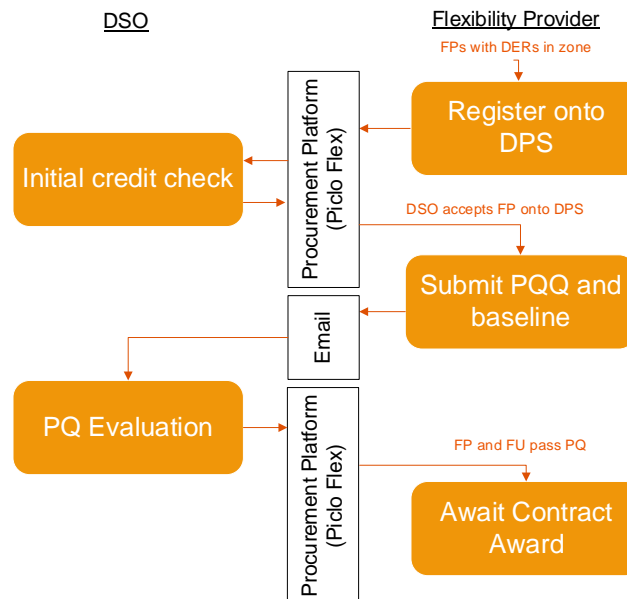 DSO
Flexibility Provider
FPs with DERs in zone
Register onto
DPS
Procurement Platform
(Piclo Flex)
Initial credit check
DSO accepts FP onto DPS
Submit PQQ and
baseline
Email
PQ Evaluation
Procurement Platform
(Piclo Flex)
FP and FU pass PQ
Await Contract
Award